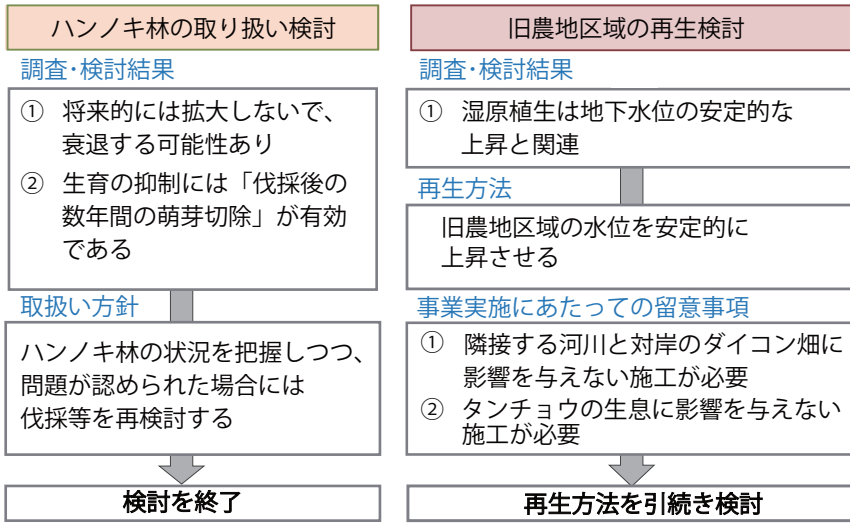 ハンノキ林の取り扱い検討
調査・検討結果
① 将来的には拡大しないで、
衰退する可能性あり
② 生育の抑制には「伐採後の
数年間の萌芽切除」が有効
である
取扱い方針
ハンノキ林の状況を把握しつつ、
問題が認められた場合には
伐採等を再検討する
検討を終了
旧農地区域の再生検討
調査・検討結果
① 湿原植生は地下水位の安定的な
上昇と関連
再生方法
旧農地区域の水位を安定的に
上昇させる
事業実施にあたっての留意事項
① 隣接する河川と対岸のダイコン畑に
影響を与えない施工が必要
② タンチョウの生息に影響を与えない
施工が必要
再生方法を引続き検討